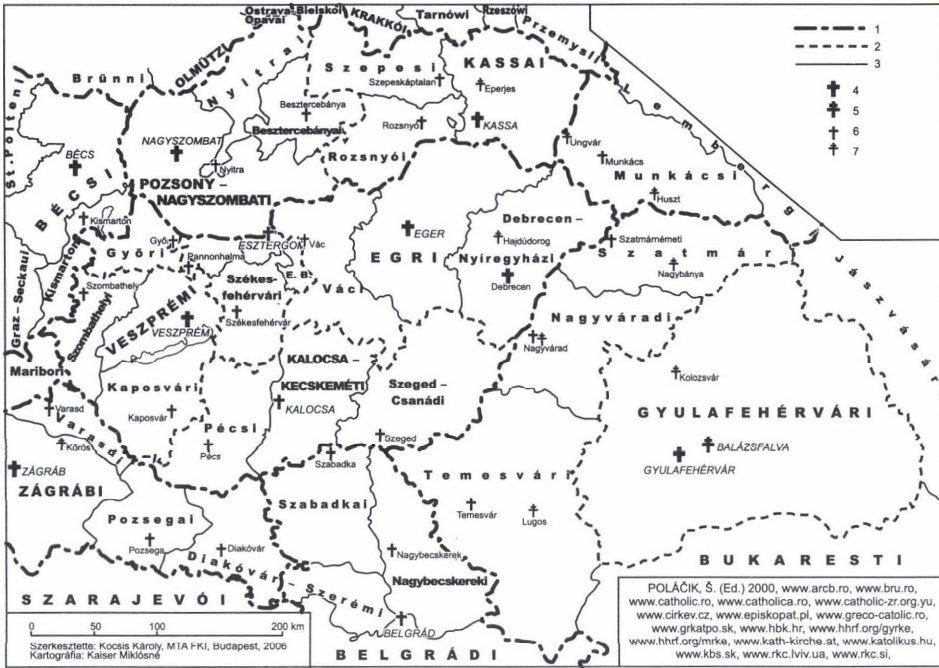 Ostrava-
Opavai
Bielskói
KRAKKÓI
Tarnówi
Rzeszówi
Przemysli
Lembergi
Jászvásári
Brünni
OLMÜTZI
Nyitrai
Szepesi
KASSAI
Szepeskáptalan
Eperjes
Besztercebánya
Besztercebányai
Rozsnyó
KASSA
Rozsnyói
St. Pölteni
BÉCS
BÉCSI
NAGYSZOMBAT
Nyitra
POZSONY –
NAGYSZOMBATI
Ungvár
Munkács
Munkácsi
Huszt
Kismarton
Kismartoni
Győr
Győri
Pannonhalma
ESZTERGOM
Vác
E. B.
Váci
EGER
EGRI
Debrecen –
Hajdúdorog
Nyíregyházi
Debrecen
Szatmárnémeti
Szatmári
Nagybánya
Graz–Seckaui
Szombathely
Szombathelyi
VESZPRÉMI
VESZPRÉM
Székes-
fehérvári
Székesfehérvár
Nagyváradi
Nagyvárad
Maribori
Kaposvári
Kaposvár
Pécsi
Pécs
KALOCSA –
KECSKEMÉTI
KALOCSA
Szeged –
Csanádi
Szeged
Kolozsvár
GYULAFEHÉRVÁRI
BALÁZSFALVA
GYULAFEHÉRVÁR
Varasd
Varasdi
Kőrös
ZÁGRÁB
ZÁGRÁBI
Szabadka
Szabadkai
Temesvári
Temesvár
Lugos
Pozsegai
Pozsega
Diakóvár
Diakóvár – Szerémi
Nagybecskerek
Nagybecskereki
BELGRÁD
SZARAJEVÓI
BELGRÁDI
BUKARESTI
1
2
3
4
5
6
7
0 100 200 km
Szerkesztette: Kocsis Károly, MTA FKI, Budapest, 2006
Kartográfia: Kaiser Miklósné
POLÁČIK, Š. (Ed.) 2000, www.arcb.ro, www.bru.ro,
www.catholic.ro, www.catholica.ro, www.catholic-zr.org.yu,
www.cirkev.cz, www.episkopat.pl, www.greco-catolic.ro,
www.grkatpo.sk, www.hbk.hr, www.hhrf.org/gyrke,
www.hhrf.org/mrke, www.kath-kirche.at, www.katolikus.hu,
www.kbs.sk, www.rkc.lviv.ua, www.rkc.si,